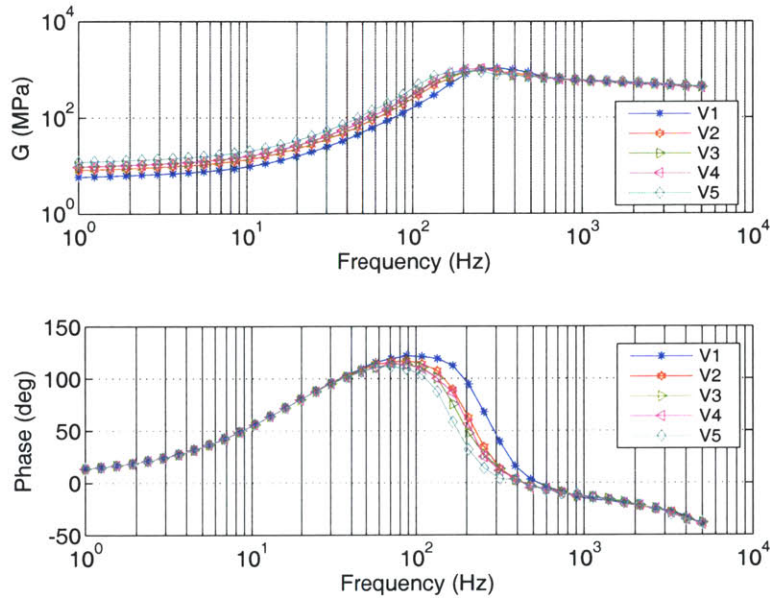 10^4
10^2
10^0
G (MPa)
V1
V2
V3
V4
V5
10^0 10^1 10^2 10^3 10^4
Frequency (Hz)
150
100
50
0
-50
Phase (deg)
V1
V2
V3
V4
V5
10^0 10^1 10^2 10^3 10^4
Frequency (Hz)